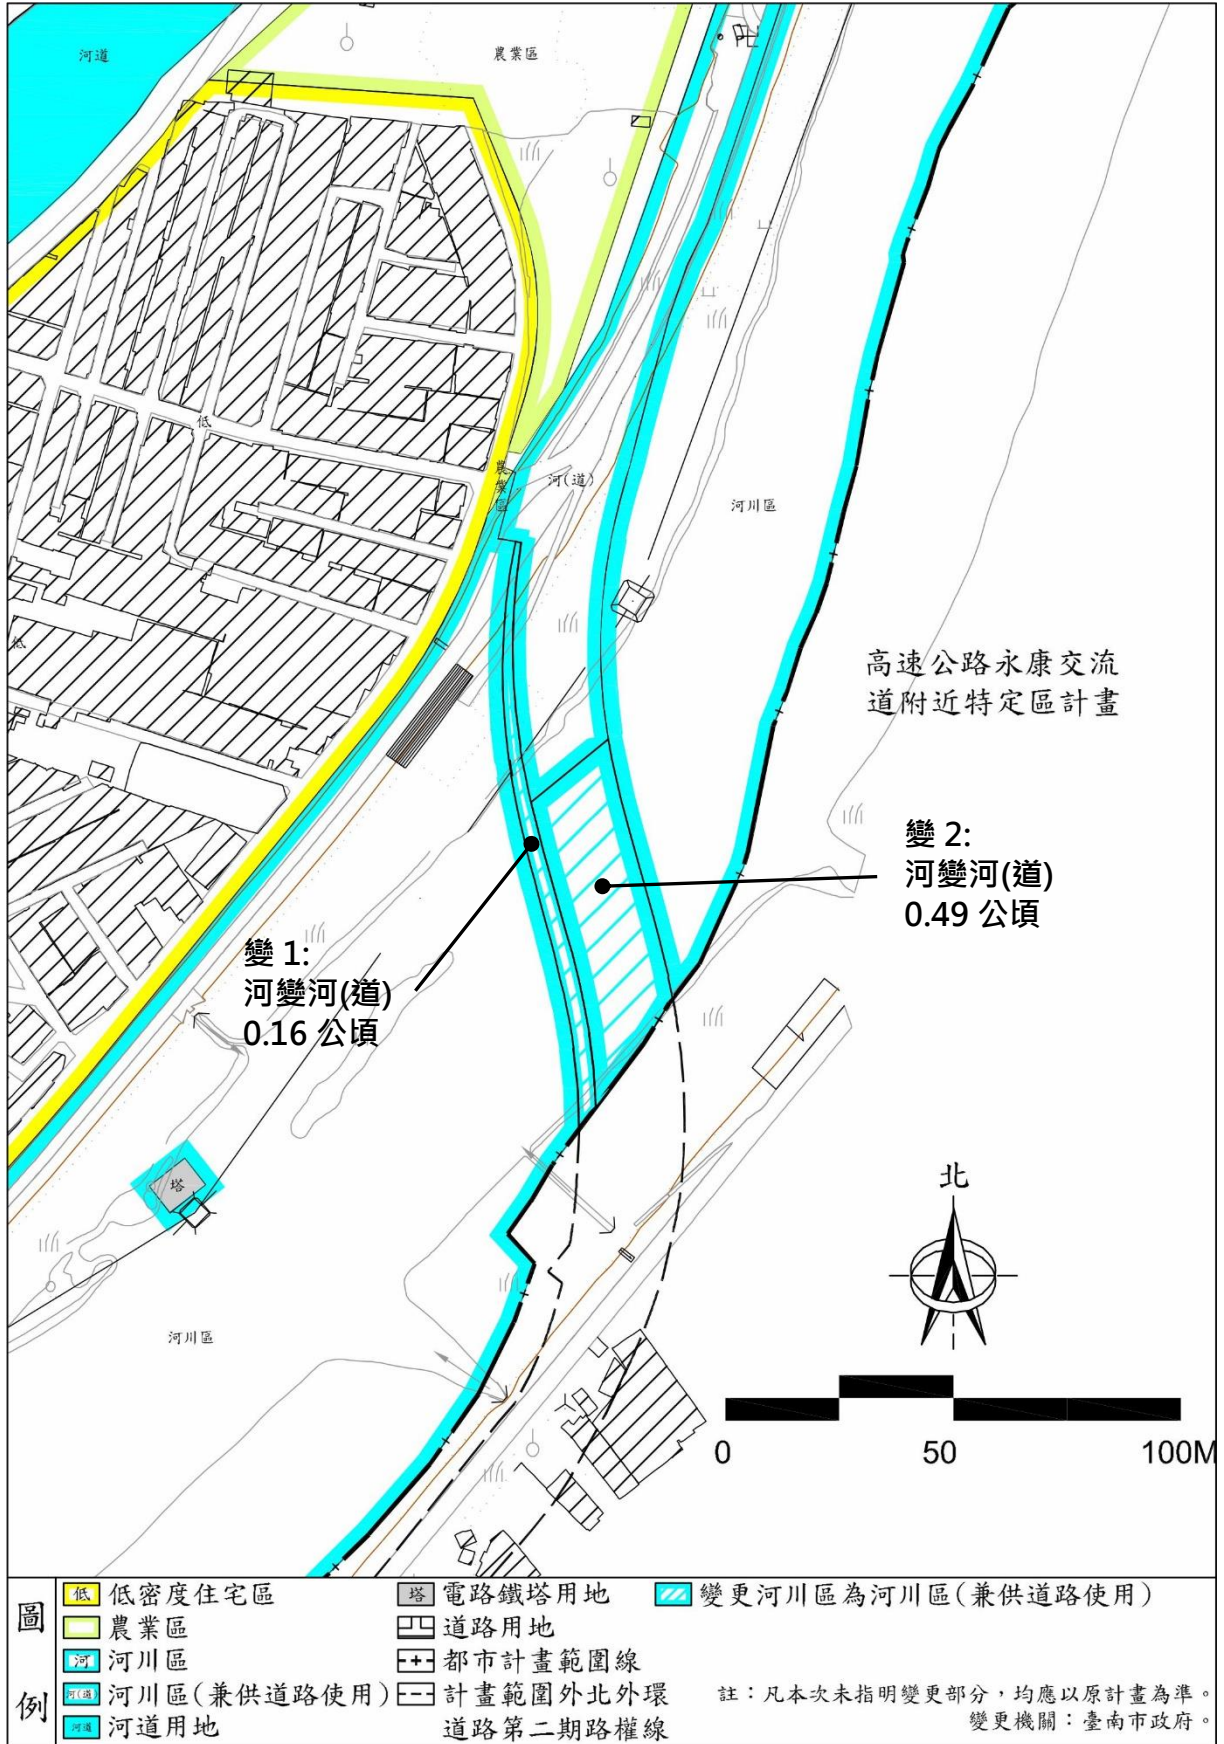 河道
農業區
低
農業區
河(道)
河川區
低
高速公路永康交流
道附近特定區計畫
變 2:
河變河(道)
0.49 公頃
變 1:
河變河(道)
0.16 公頃
塔
北
河川區
0 50 100M
圖例
低 低密度住宅區
農業區
河 河川區
河(道) 河川區(兼供道路使用)
河道 河道用地
塔 電路鐵塔用地
道路用地
都市計畫範圍線
計畫範圍外北外環
道路第二期路權線
變更河川區為河川區(兼供道路使用)
註：凡本次未指明變更部分，均應以原計畫為準。
變更機關：臺南市政府。